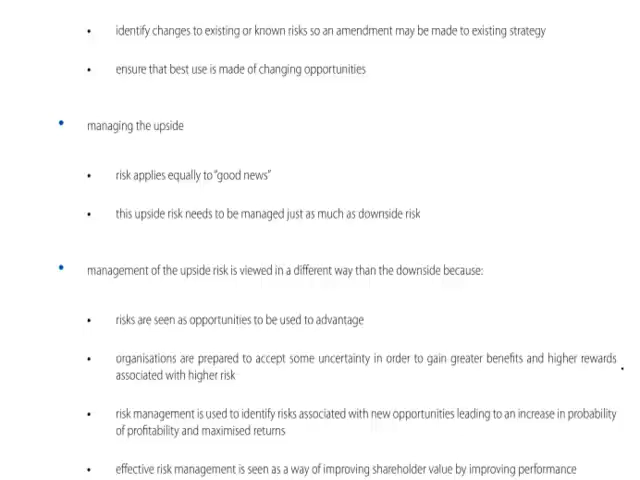 • identify changes to existing or known risks so an amendment may be made to existing strategy
• ensure that best use is made of changing opportunities
• managing the upside
• risk applies equally to "good news"
• this upside risk needs to be managed just as much as downside risk
• management of the upside risk is viewed in a different way than the downside because:
• risks are seen as opportunities to be used to advantage
• organisations are prepared to accept some uncertainty in order to gain greater benefits and higher rewards
associated with higher risk
• risk management is used to identify risks associated with new opportunities leading to an increase in probability
of profitability and maximised returns
• effective risk management is seen as a way of improving shareholder value by improving performance